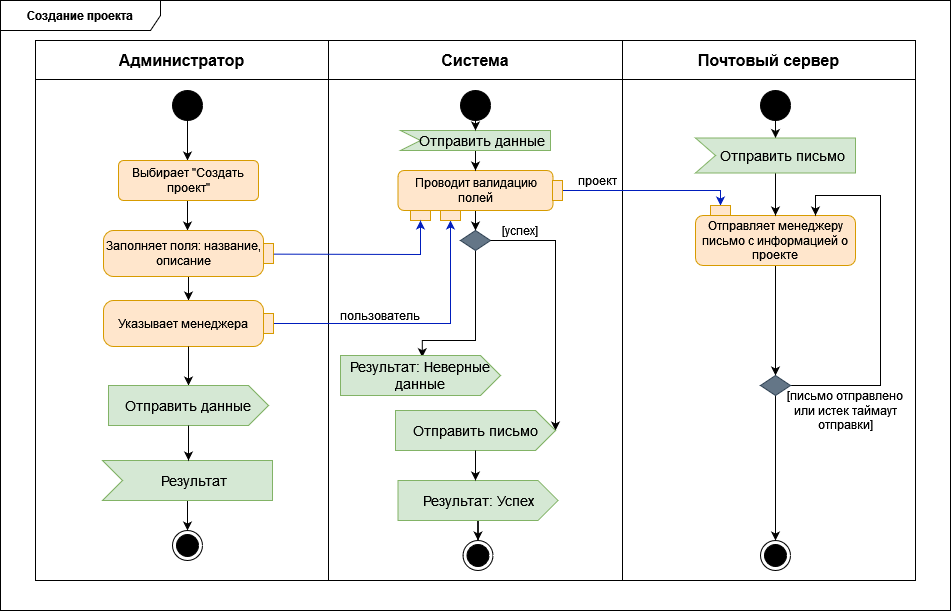 Создание проекта
Администратор
Система
Почтовый сервер
Выбирает "Создать
проект"
Заполняет поля: название,
описание
Указывает менеджера
Отправить данные
Результат
Отправить данные
Проводит валидацию
полей
проект
[успех]
пользователь
Результат: Неверные
данные
Отправить письмо
Результат: Успех
Отправить письмо
Отправляет менеджеру
письмо с информацией о
проекте
[письмо отправлено
или истек таймаут
отправки]